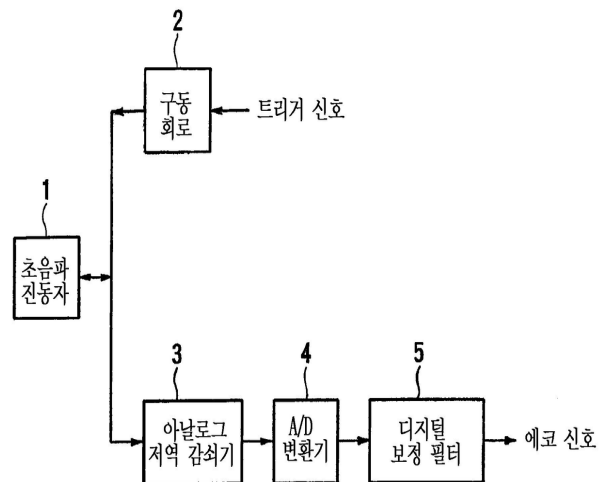 2
구동
회로
트리거 신호
1
초음파
진동자
3
아날로그
저역 감쇄기
4
A/D
변환기
5
디지털
보정 필터
에코 신호